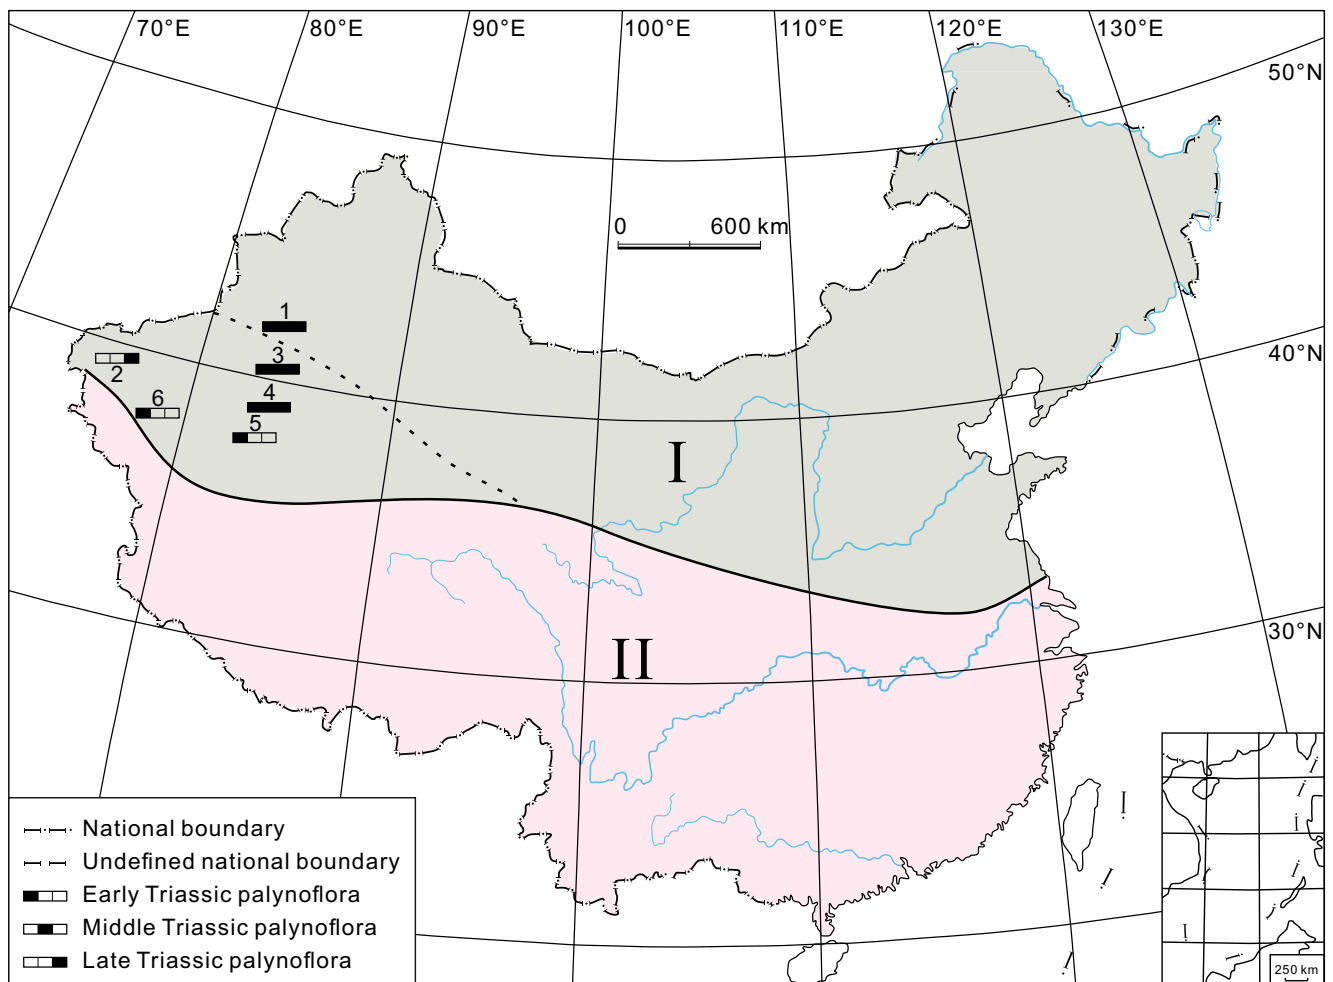 70°E 80°E 90°E 100°E 110°E 120°E 130°E
50°N
0 600 km
1
3
40°N
2
4
6
5
I
30°N
II
National boundary
Undefined national boundary
Early Triassic palynoflora
Middle Triassic palynoflora
Late Triassic palynoflora
250 km